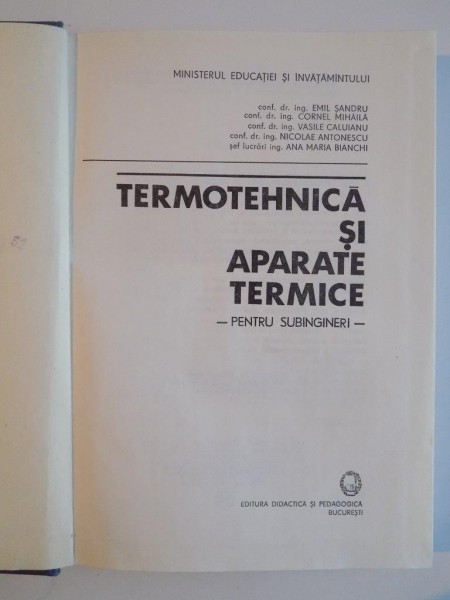 MINISTERUL EDUCAȚIEI ȘI ÎNVĂȚĂMÎNTULUI
conf. dr. ing. EMIL ȘANDRU
conf. dr. ing. CORNEL MIHĂILĂ
conf. dr. ing. VASILE CALUIANU
conf. dr. ing. NICOLAE ANTONESCU
șef lucrări ing. ANA MARIA BIANCHI
TERMOTEHNICĂ
ȘI
APARATE
TERMICE
— PENTRU SUBINGINERI —
EDITURA DIDACTICĂ ȘI PEDAGOGICĂ
BUCUREȘTI